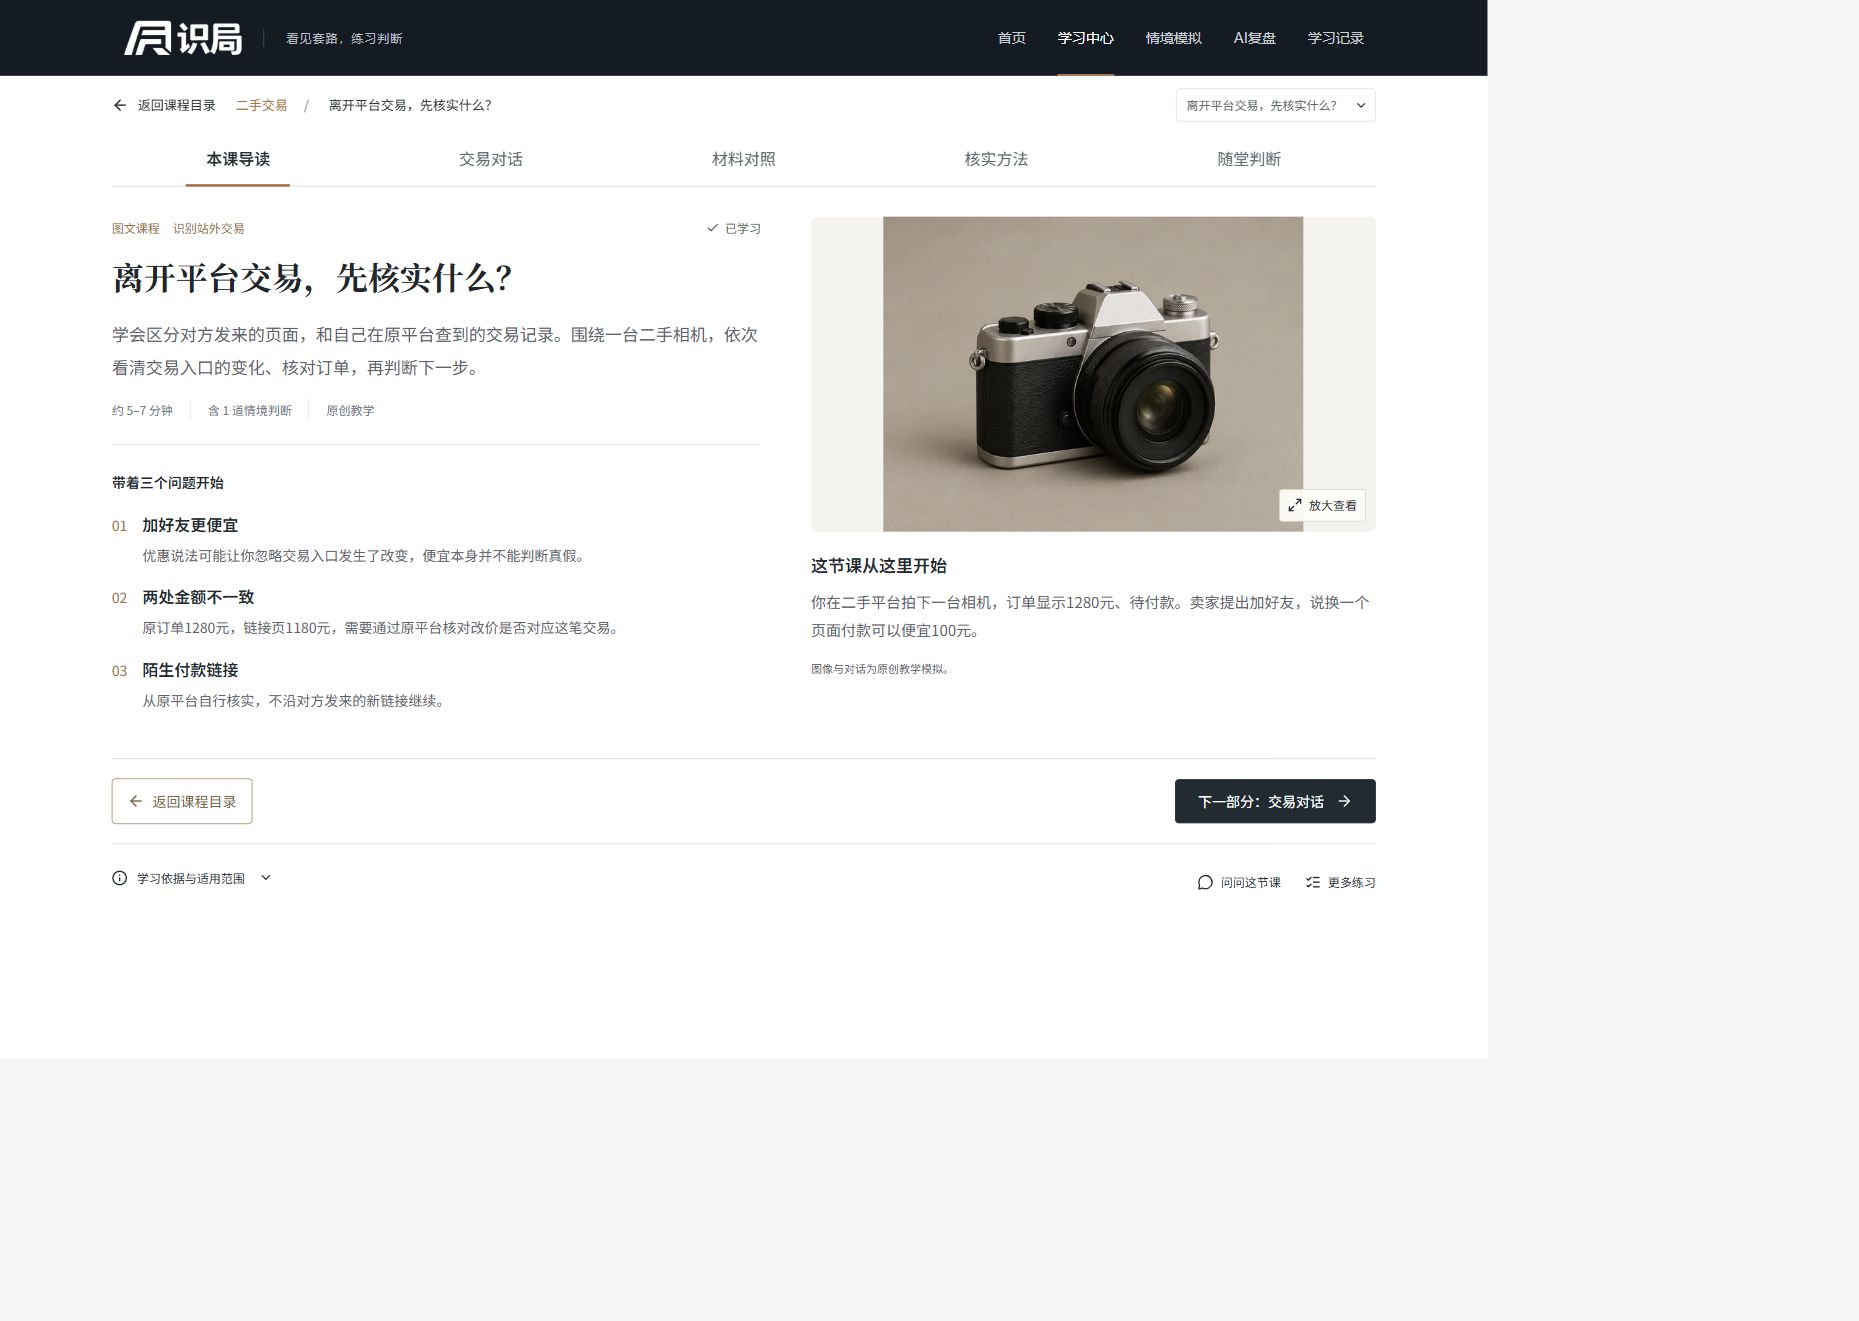 识局
看见套路，练习判断
首页
学习中心
情境模拟
AI复盘
学习记录
返回课程目录
二手交易 / 离开平台交易，先核实什么？
离开平台交易，先核实什么？
本课导读
交易对话
材料对照
核实方法
随堂判断
图文课程 识别站外交易
已学习
离开平台交易，先核实什么？
学会区分对方发来的页面，和自己在原平台查到的交易记录。围绕一台二手相机，依次
看清交易入口的变化、核对订单，再判断下一步。
约 5–7 分钟
含 1 道情境判断
原创教学
带着三个问题开始
01 加好友更便宜
优惠说法可能让你忽略交易入口发生了改变，便宜本身并不能判断真假。
02 两处金额不一致
原订单1280元，链接页1180元，需要通过原平台核对改价是否对应这笔交易。
03 陌生付款链接
从原平台自行核实，不沿对方发来的新链接继续。
放大查看
这节课从这里开始
你在二手平台拍下一台相机，订单显示1280元、待付款。卖家提出加好友，说换一个
页面付款可以便宜100元。
图像与对话为原创教学模拟。
返回课程目录
下一部分：交易对话
学习依据与适用范围
问问这节课
更多练习